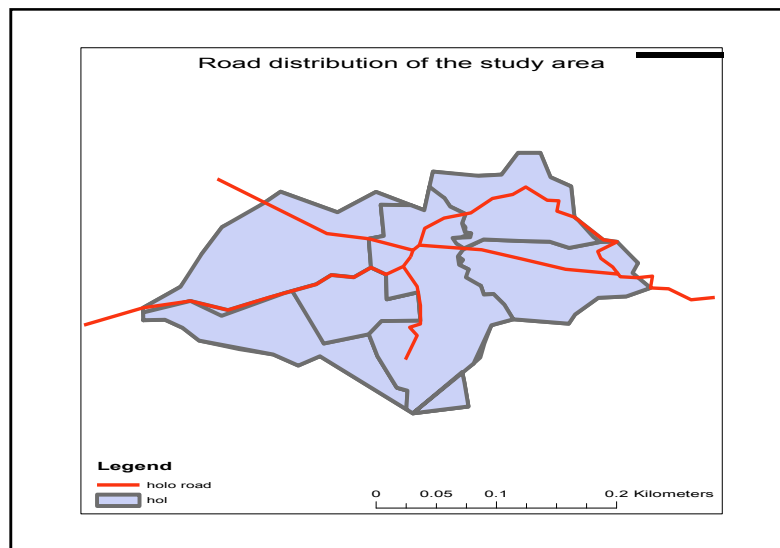 Road distribution of the study area
Legend
holo road
hol
0 0.05 0.1 0.2 Kilometers